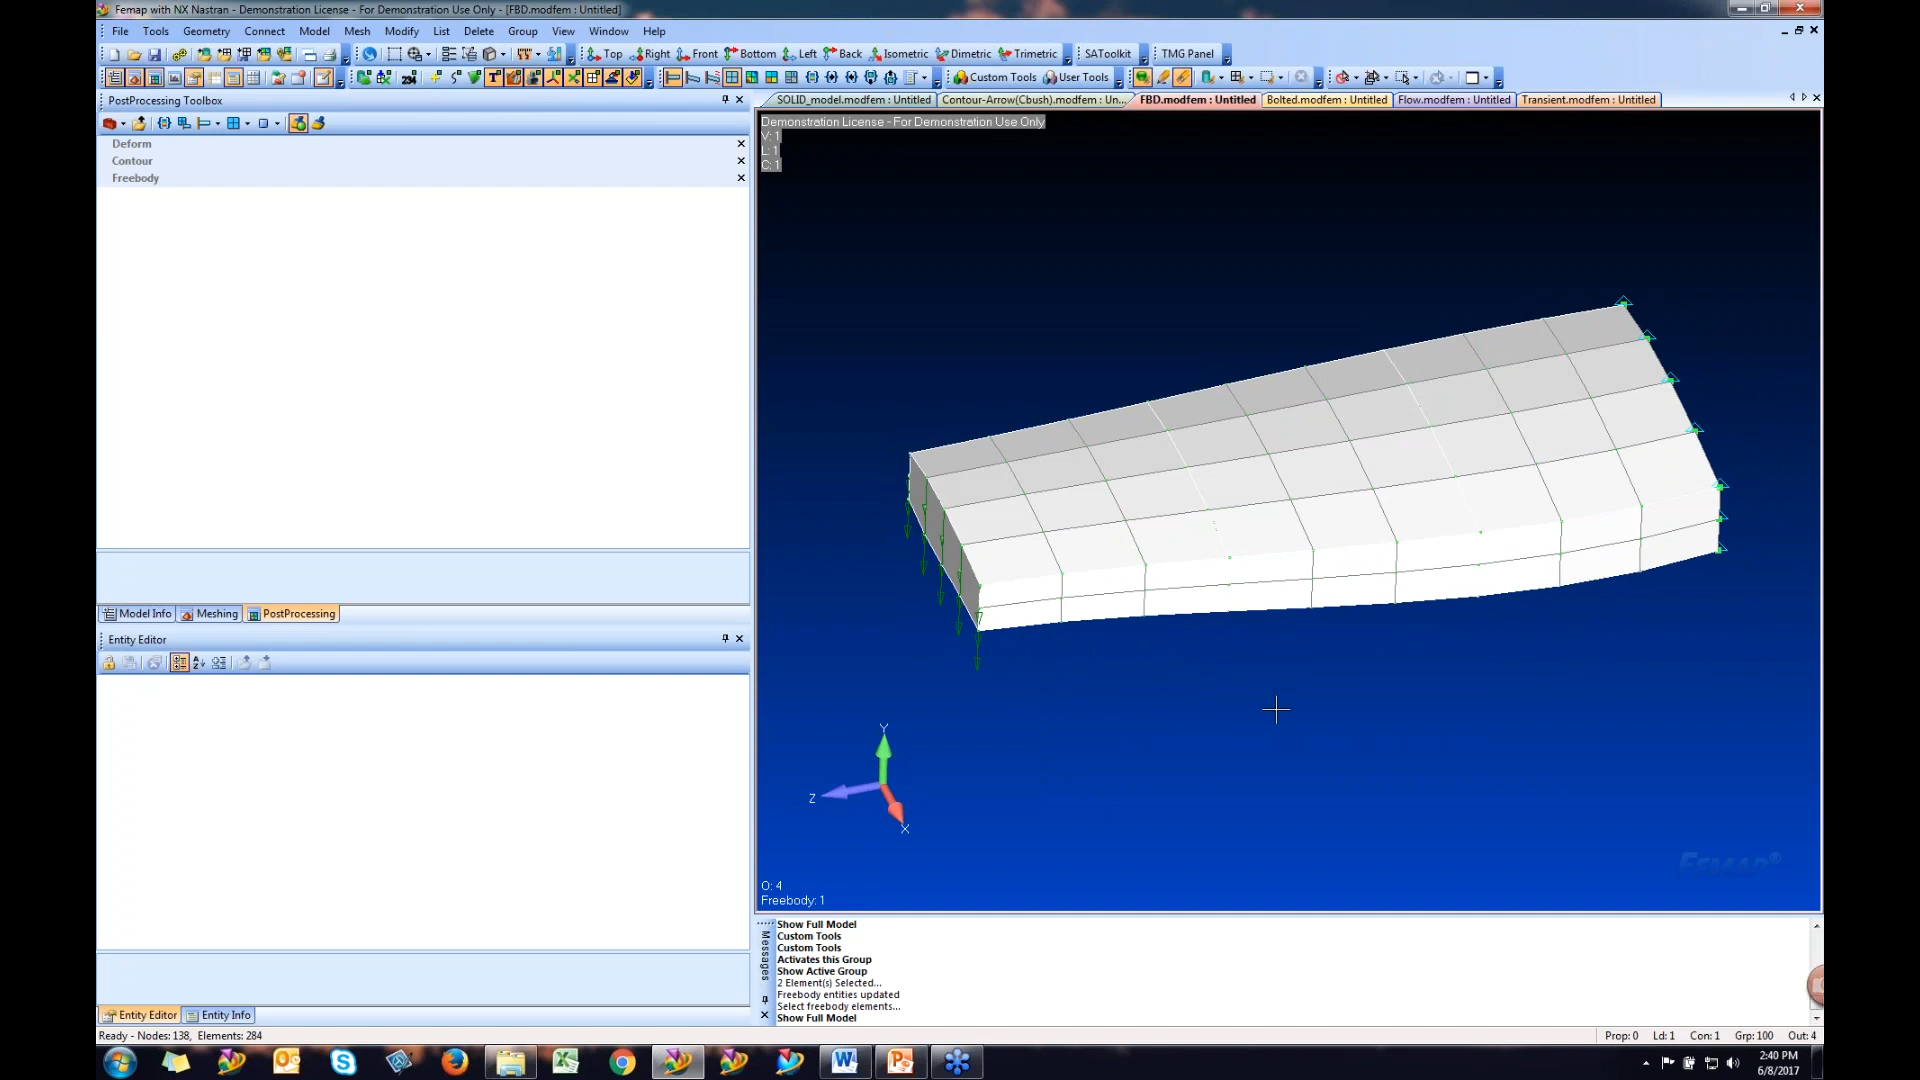 Femap with NX Nastran - Demonstration License - For Demonstration Use Only - [FBD.modfem : Untitled]
File Tools Geometry Connect Model Mesh Modify List Delete Group View Window Help
Top Right Front Bottom Left Back Isometric Dimetric Trimetric SAToolkit TMG Panel
234 Custom Tools User Tools
PostProcessing Toolbox
SOLID_model.modfem : Untitled Contour-Arrow(Cbush).modfem : Un... FBD.modfem : Untitled Bolted.modfem : Untitled Flow.modfem : Untitled Transient.modfem : Untitled
Demonstration License - For Demonstration Use Only
V: 1
L: 1
C: 1
Deform
Contour
Freebody
Model Info Meshing PostProcessing
Entity Editor
Y
Z
X
FEMAP®
O: 4
Freebody: 1
Messages
Show Full Model
Custom Tools
Custom Tools
Activates this Group
Show Active Group
2 Element(s) Selected...
Freebody entities updated
Select freebody elements...
Show Full Model
Entity Editor Entity Info
Ready - Nodes: 138, Elements: 284
Prop: 0 Ld: 1 Con: 1 Grp: 100 Out: 4
2:40 PM
6/8/2017